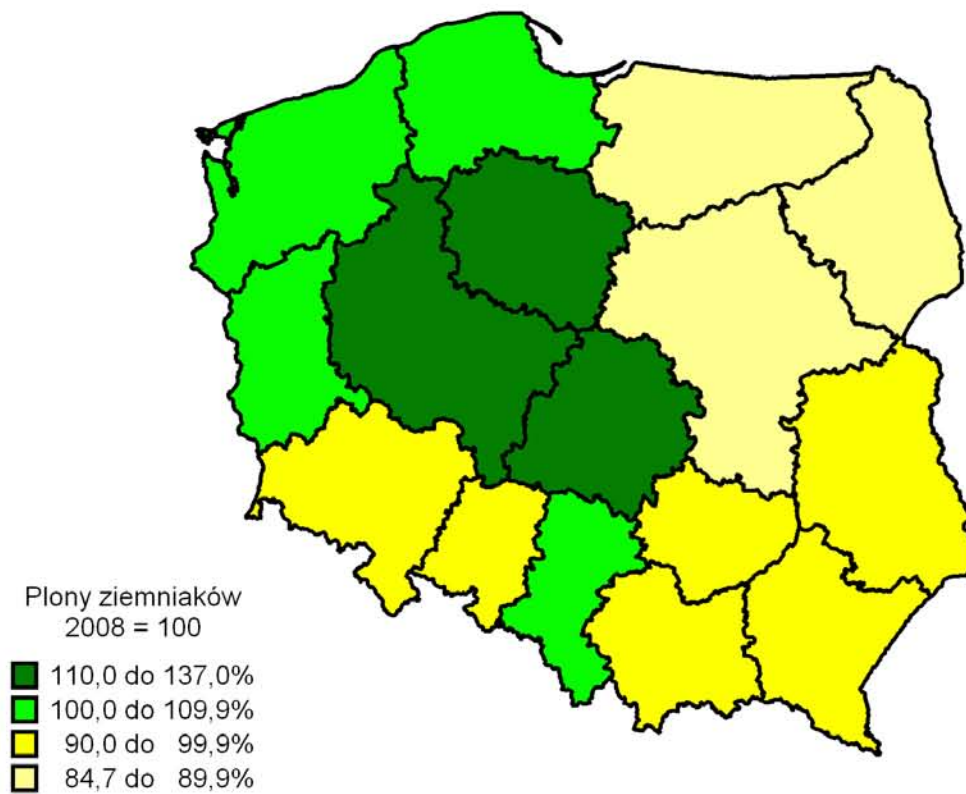 Plony ziemniaków
2008 = 100
110,0 do 137,0%
100,0 do 109,9%
90,0 do 99,9%
84,7 do 89,9%